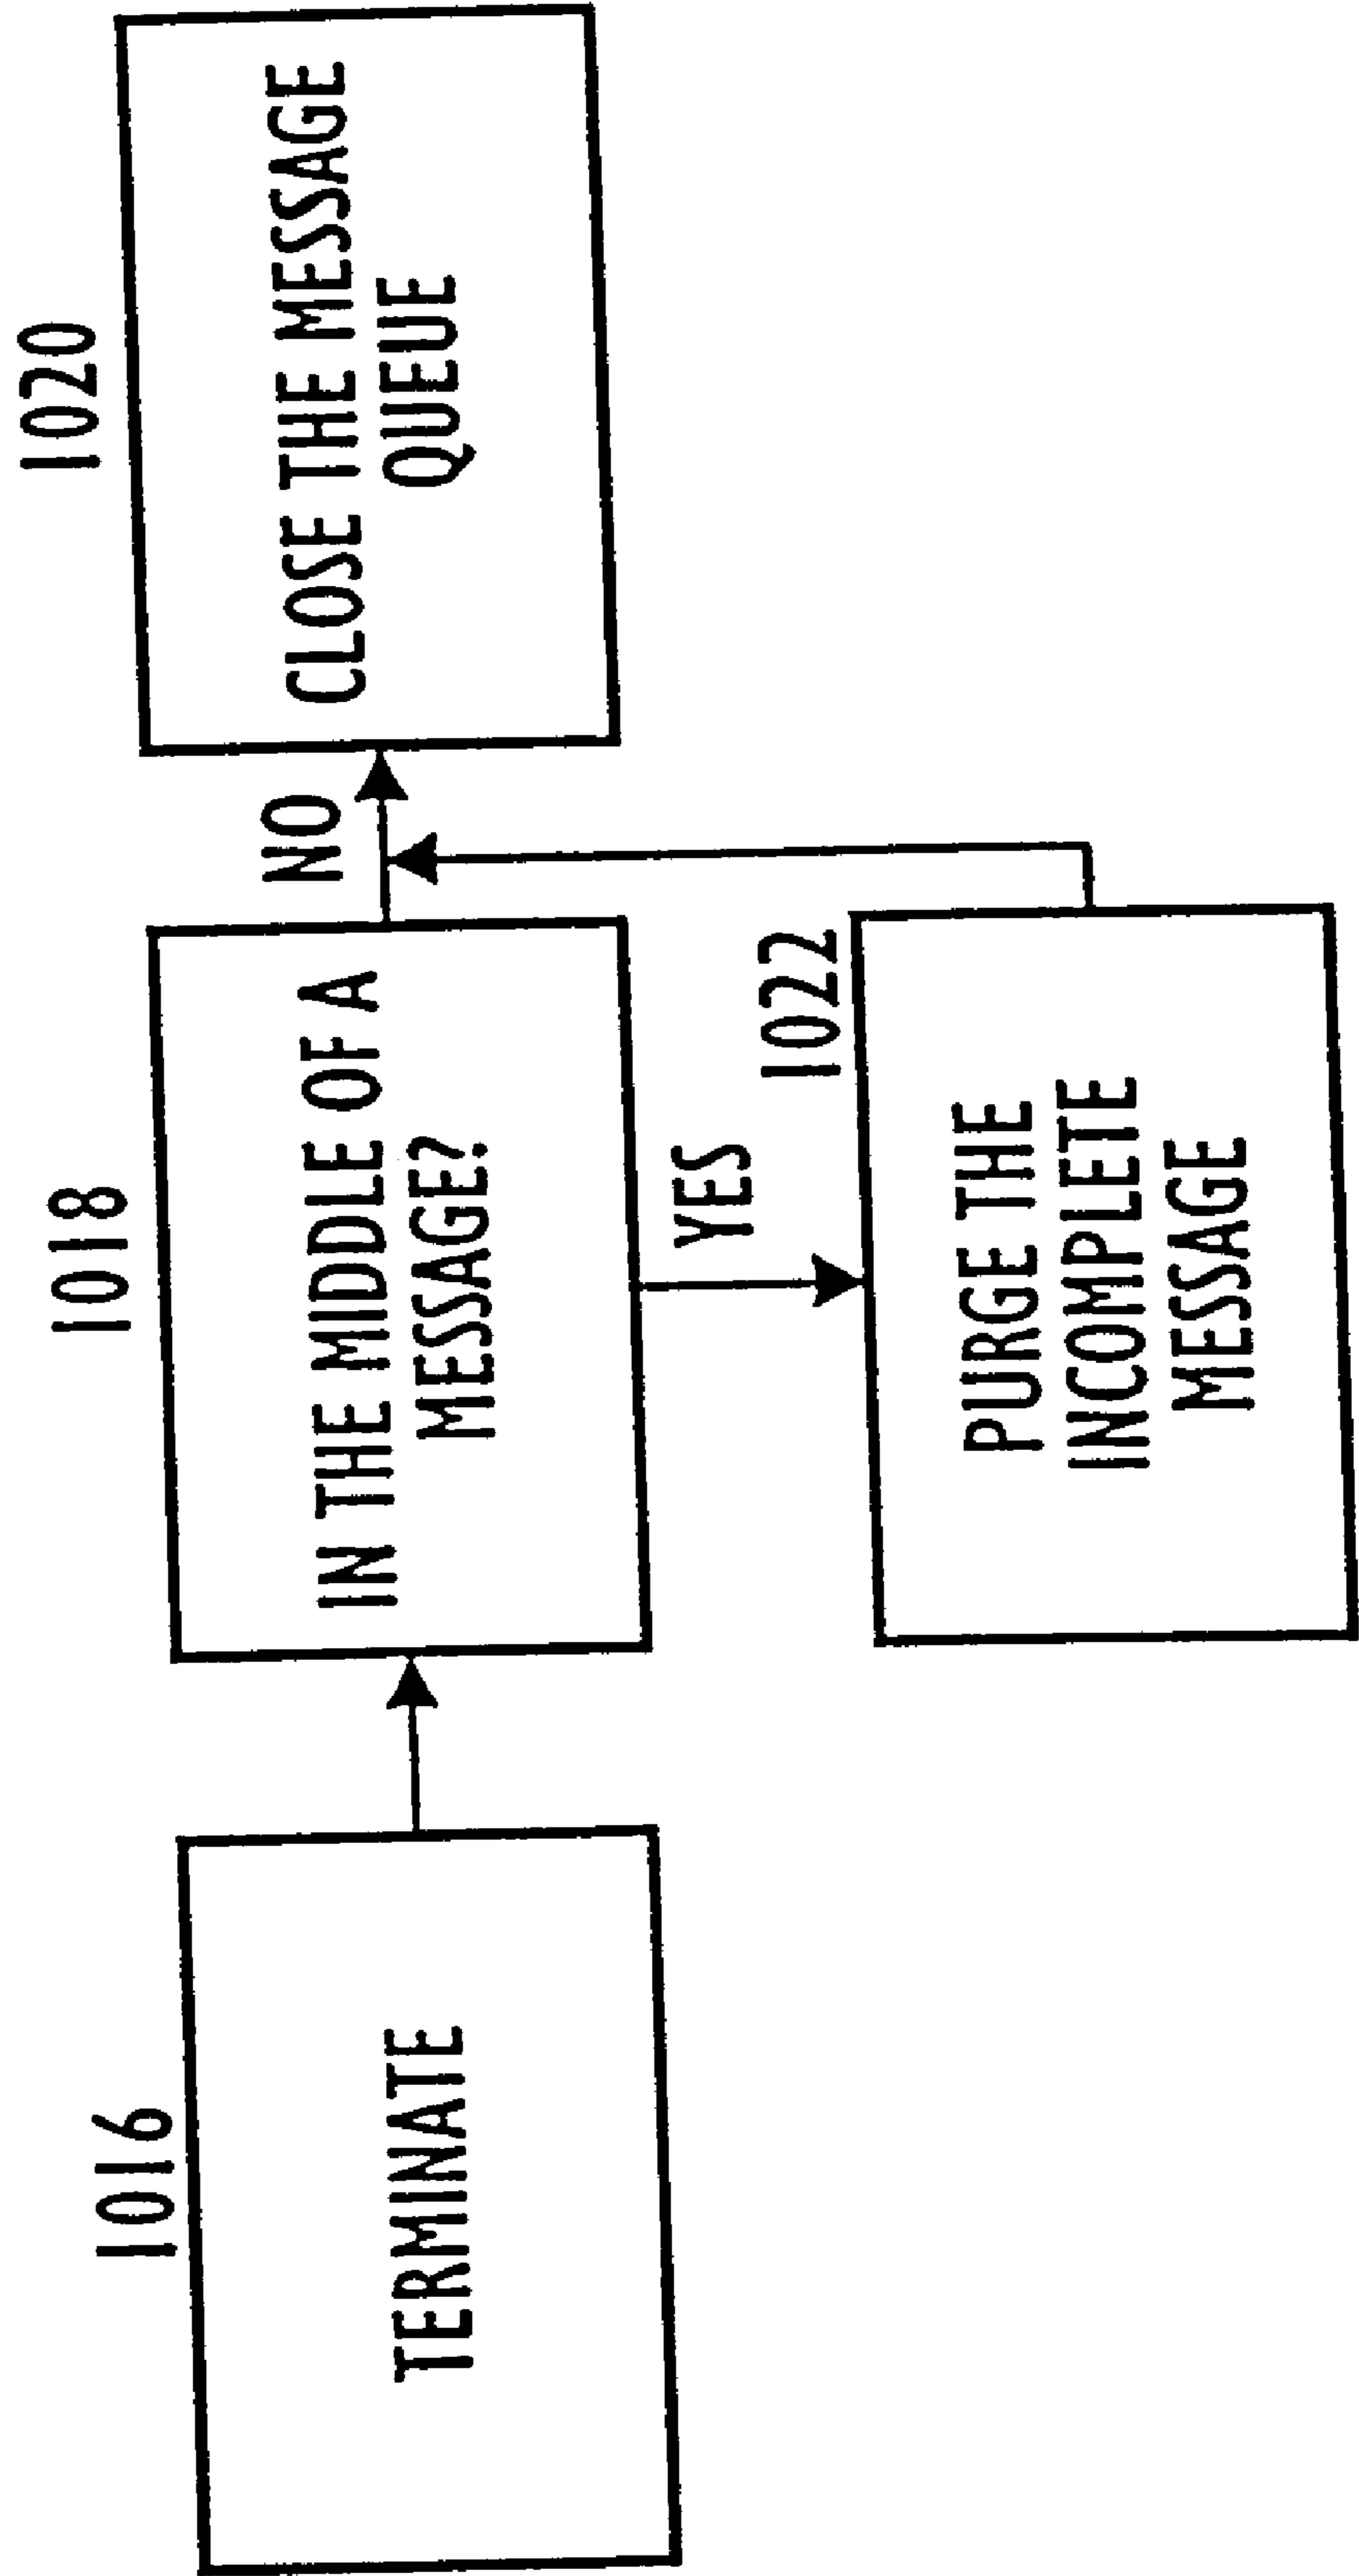 1016
TERMINATE
1018
IN THE MIDDLE OF A
MESSAGE?
NO
YES
1020
CLOSE THE MESSAGE
QUEUE
1022
PURGE THE
INCOMPLETE
MESSAGE